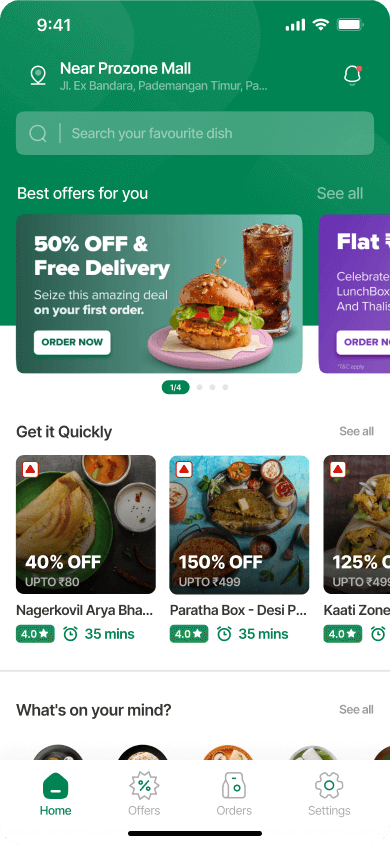 9:41
Near Prozone Mall
Jl. Ex Bandara, Pademangan Timur, Pa...
Search your favourite dish
Best offers for you
See all
50% OFF &
Free Delivery
Seize this amazing deal
on your first order.
ORDER NOW
Flat ₹
Celebrate
LunchBox
And Thalis
ORDER N
*T&C apply
1/4
Get it Quickly
See all
40% OFF
UPTO ₹80
150% OFF
UPTO ₹499
125% O
UPTO ₹499
Nagerkovil Arya Bha...
Paratha Box - Desi P...
Kaati Zone
4.0 ★ 35 mins
4.0 ★ 35 mins
4.0 ★
What's on your mind?
See all
Home
Offers
Orders
Settings